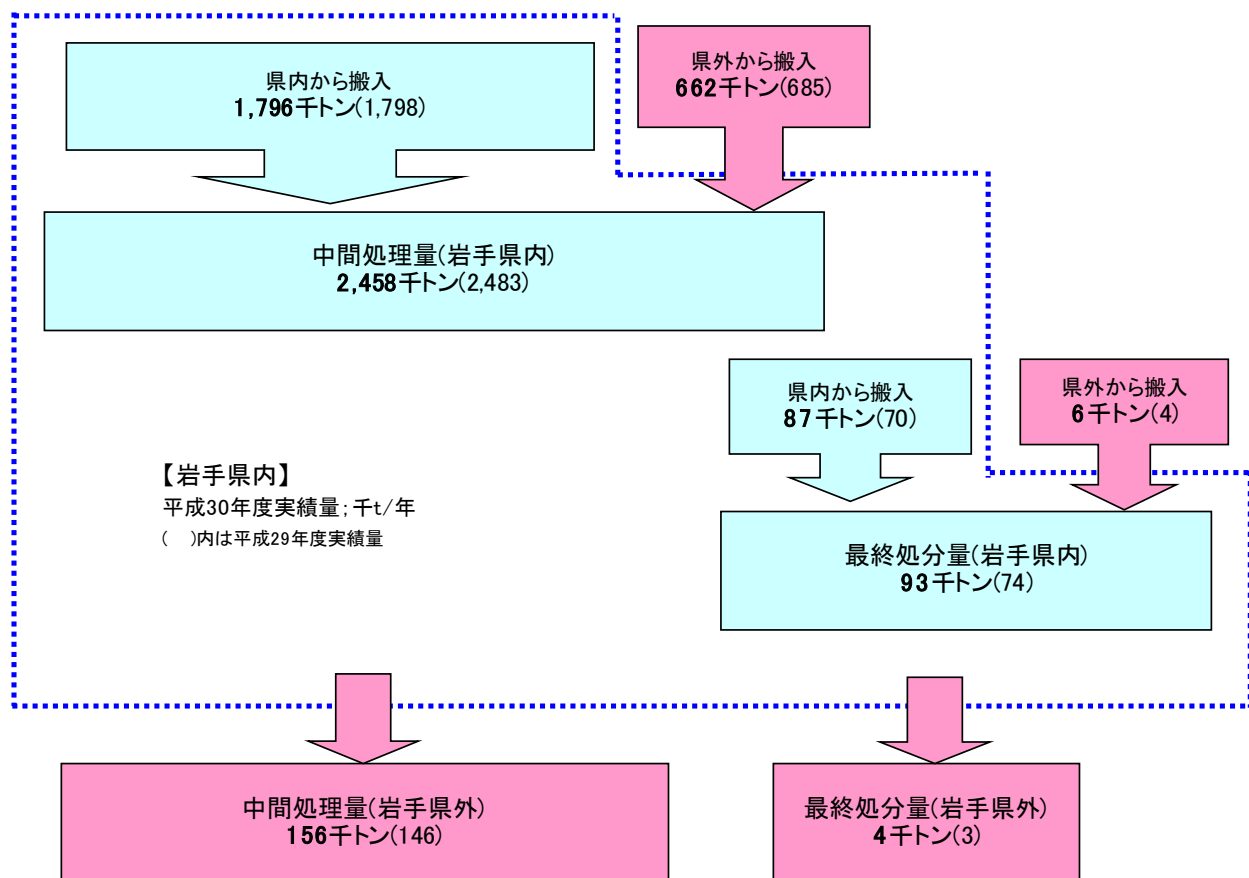 県内から搬入
1,796千トン(1,798)
県外から搬入
662千トン(685)
中間処理量(岩手県内)
2,458千トン(2,483)
県内から搬入
87千トン(70)
県外から搬入
6千トン(4)
【岩手県内】
平成30年度実績量;千t/年
(　)内は平成29年度実績量
最終処分量(岩手県内)
93千トン(74)
中間処理量(岩手県外)
156千トン(146)
最終処分量(岩手県外)
4千トン(3)